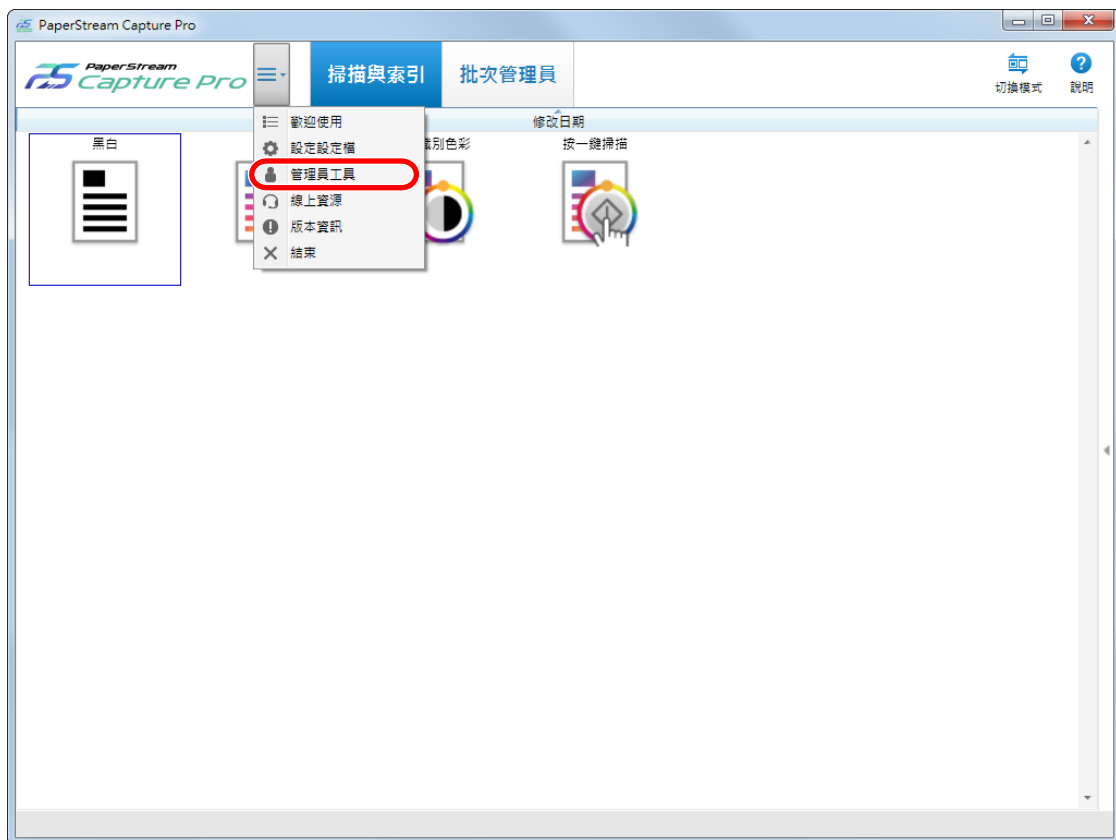 PaperStream Capture Pro
PaperStream
Capture Pro
掃描與索引
批次管理員
切換模式
說明
修改日期
歡迎使用
設定設定檔
管理員工具
線上資源
版本資訊
結束
黑白
別色彩
按一鍵掃描